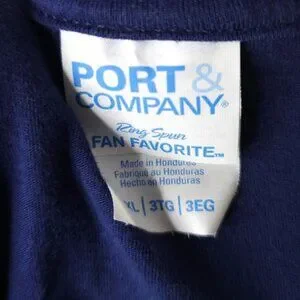 PORT &
COMPANY®
Ring Spun
FAN FAVORITE™
Made in Honduras
Fabriqué au Honduras
Hecho en Honduras
XL | 3TG | 3EG